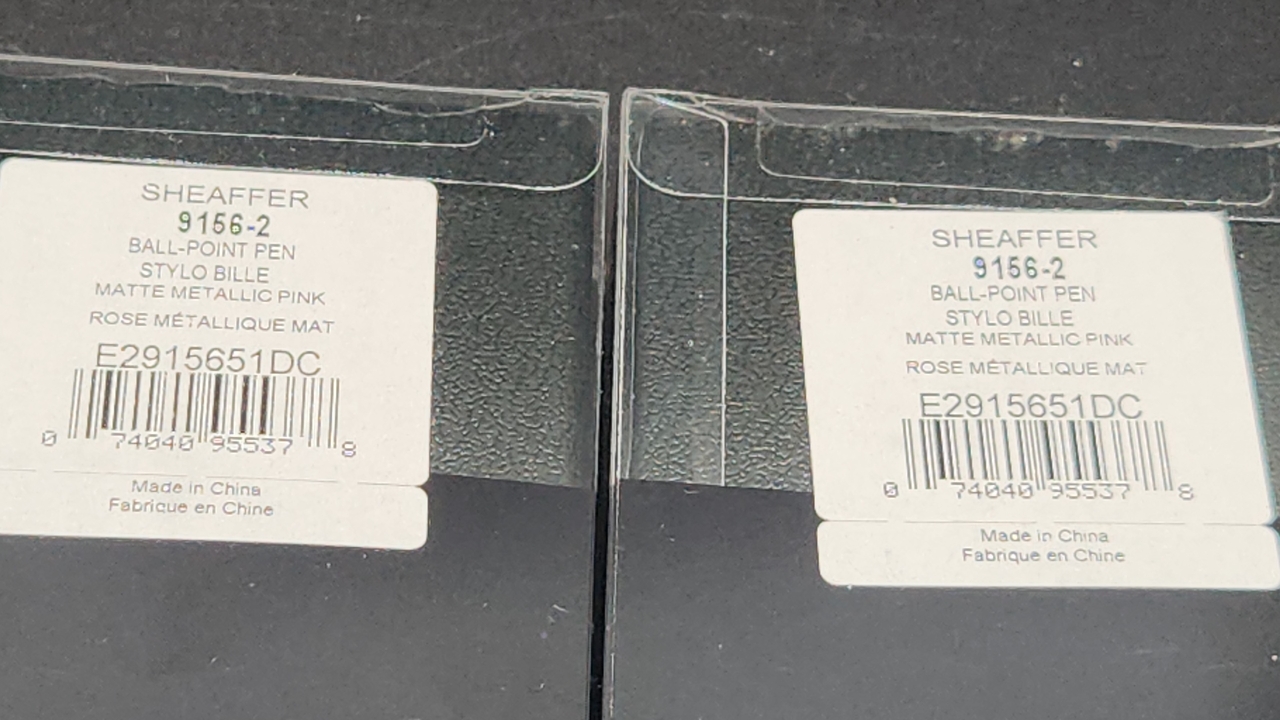 SHEAFFER
9156-2
BALL-POINT PEN
STYLO BILLE
MATTE METALLIC PINK
ROSE MÉTALLIQUE MAT
E2915651DC
0 74040 95537 8
Made in China
Fabrique en Chine
SHEAFFER
9156-2
BALL-POINT PEN
STYLO BILLE
MATTE METALLIC PINK
ROSE MÉTALLIQUE MAT
E2915651DC
0 74040 95537 8
Made in China
Fabrique en Chine